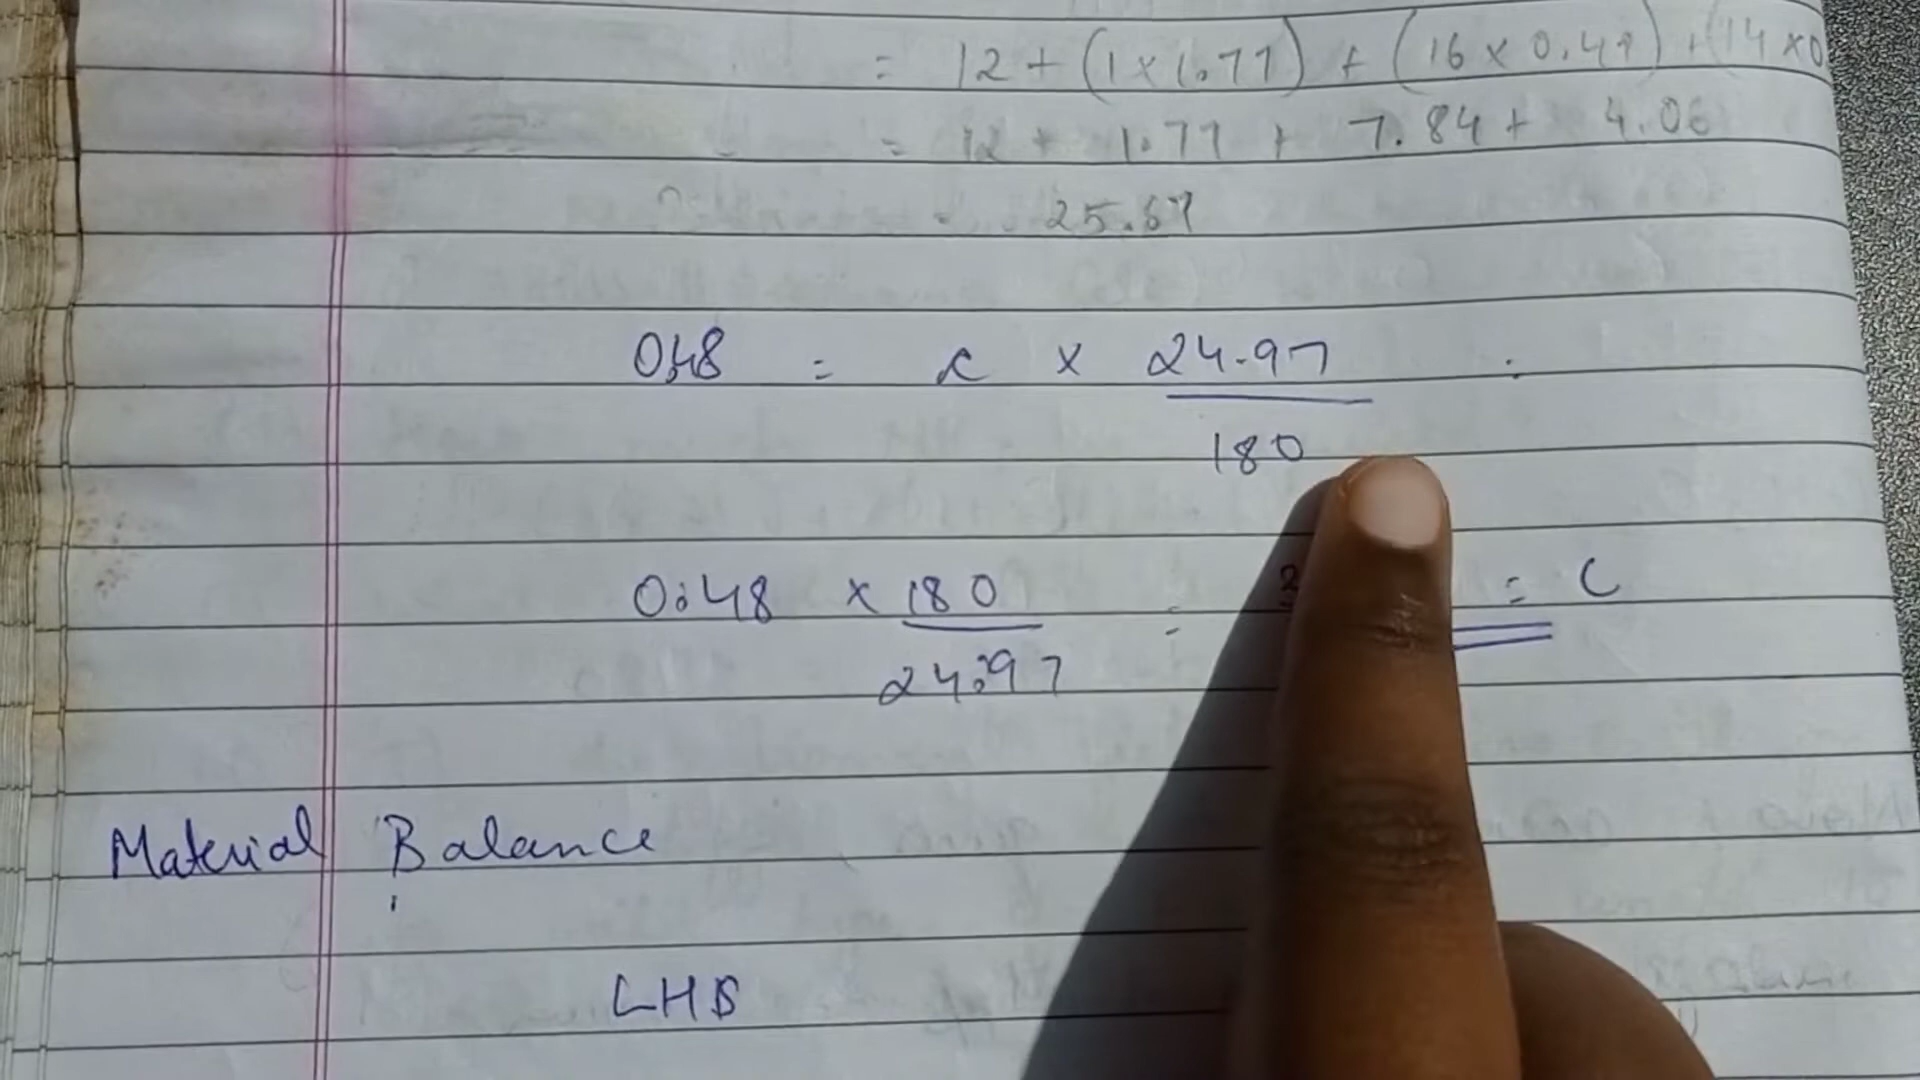 = 12 + (1 x 1.77) + (16 x 0.49) + (14 x 0
= 12 + 1.77 + 7.84 + 4.06
= 25.67
0.48 = c x 24.97
180
0.48 x 180 = 2 = C
24.97
Material Balance
LHS